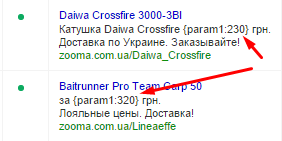 Daiwa Crossfire 3000-3BI
Катушка Daiwa Crossfire {param1:230} грн.
Доставка по Украине. Заказывайте!
zooma.com.ua/Daiwa_Crossfire
Baitrunner Pro Team Carp 50
за {param1:320} грн.
Лояльные цены. Доставка!
zooma.com.ua/Lineaeffe